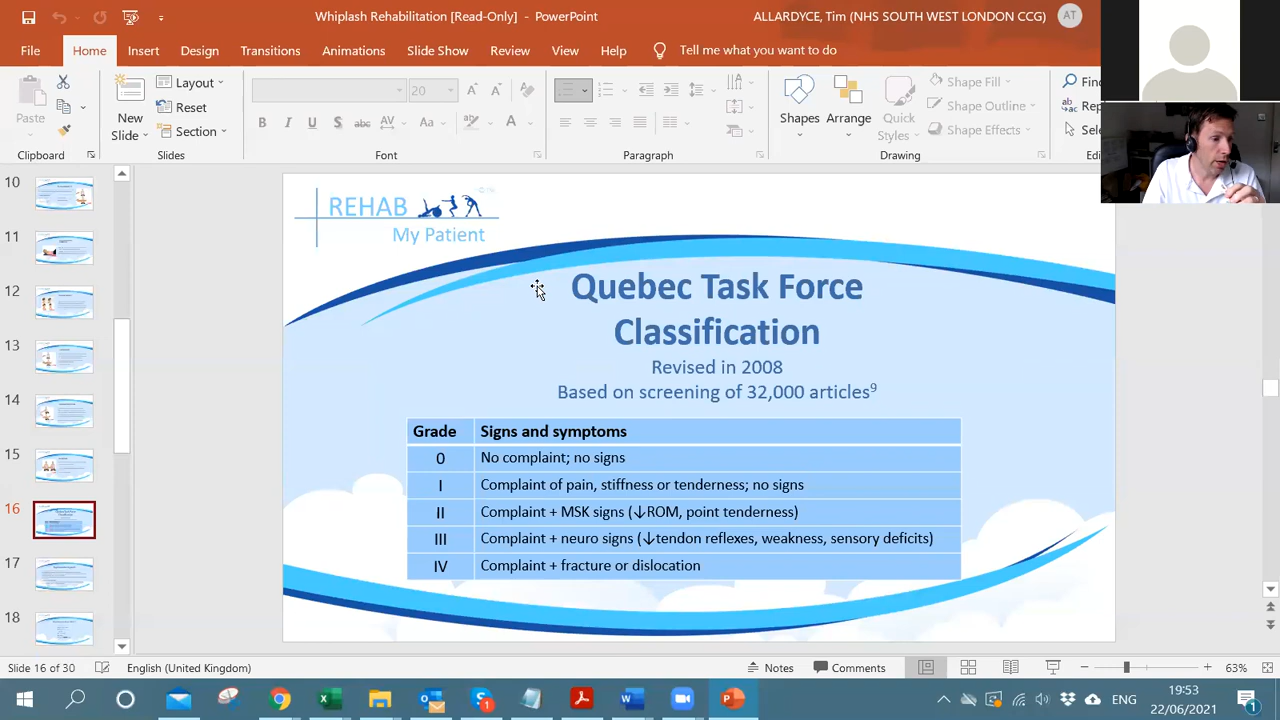 Whiplash Rehabilitation [Read-Only] - PowerPoint
ALLARDYCE, Tim (NHS SOUTH WEST LONDON CCG) AT
File Home Insert Design Transitions Animations Slide Show Review View Help Tell me what you want to do
Paste
New
Slide
Layout
Reset
Section
20
B I U S abc AV Aa A
A A
Shapes
Arrange
Quick
Styles
Shape Fill
Shape Outline
Shape Effects
Clipboard Slides Font Paragraph Drawing
10
11
12
13
14
15
16
17
18
REHAB
My Patient
Quebec Task Force
Classification
Revised in 2008
Based on screening of 32,000 articles⁹
Grade Signs and symptoms
0 No complaint; no signs
I Complaint of pain, stiffness or tenderness; no signs
II Complaint + MSK signs (↓ROM, point tenderness)
III Complaint + neuro signs (↓tendon reflexes, weakness, sensory deficits)
IV Complaint + fracture or dislocation
Slide 16 of 30 English (United Kingdom) Notes Comments 63%
ENG
19:53
22/06/2021